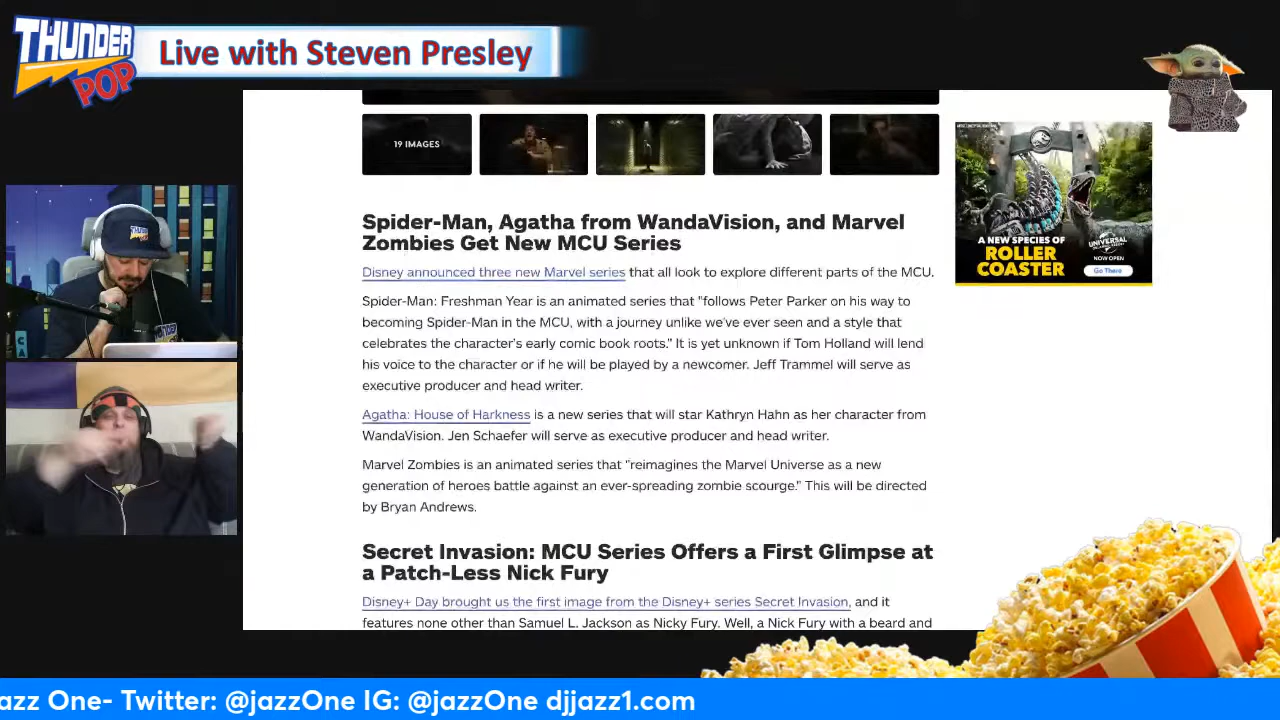 THUNDER
POP
Live with Steven Presley
19 IMAGES
Spider-Man, Agatha from WandaVision, and Marvel
Zombies Get New MCU Series
Disney announced three new Marvel series that all look to explore different parts of the MCU.
Spider-Man: Freshman Year is an animated series that "follows Peter Parker on his way to
becoming Spider-Man in the MCU, with a journey unlike we've ever seen and a style that
celebrates the character's early comic book roots." It is yet unknown if Tom Holland will lend
his voice to the character or if he will be played by a newcomer. Jeff Trammel will serve as
executive producer and head writer.
Agatha: House of Harkness is a new series that will star Kathryn Hahn as her character from
WandaVision. Jen Schaefer will serve as executive producer and head writer.
Marvel Zombies is an animated series that "reimagines the Marvel Universe as a new
generation of heroes battle against an ever-spreading zombie scourge." This will be directed
by Bryan Andrews.
Secret Invasion: MCU Series Offers a First Glimpse at
a Patch-Less Nick Fury
Disney+ Day brought us the first image from the Disney+ series Secret Invasion, and it
features none other than Samuel L. Jackson as Nicky Fury. Well, a Nick Fury with a beard and
A NEW SPECIES OF
ROLLER
COASTER
UNIVERSAL
NOW OPEN
Go There
THUNDER
POP
CA
azz One- Twitter: @jazzOne IG: @jazzOne djjazz1.com